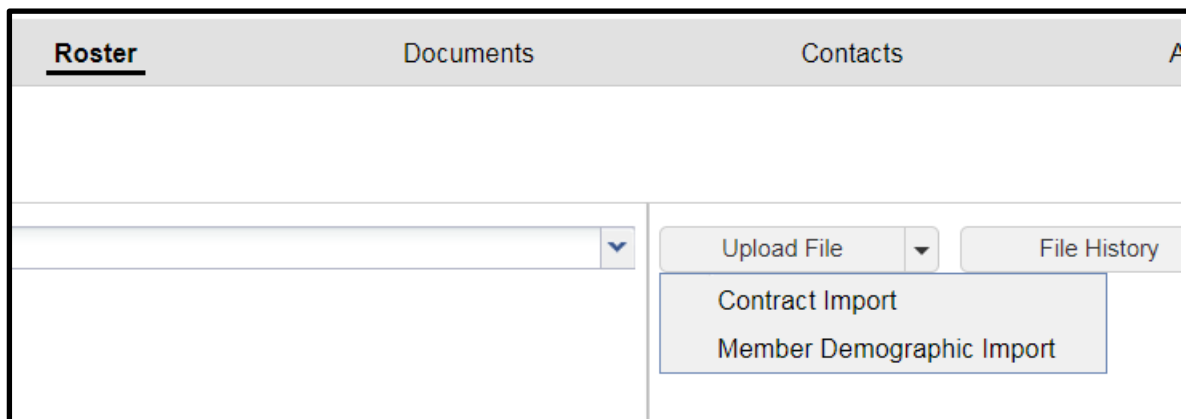 Roster Documents Contacts A
Upload File File History
Contract Import
Member Demographic Import